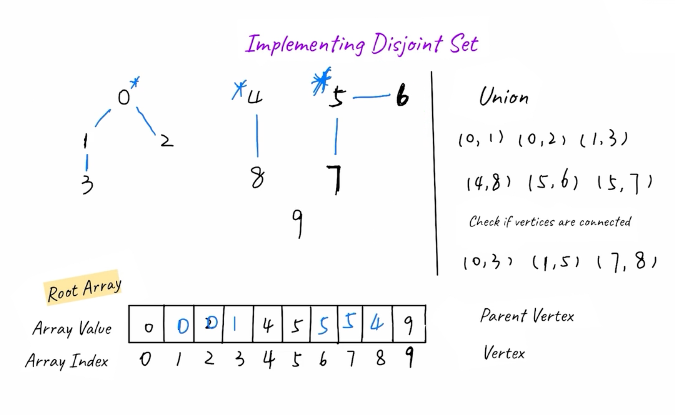 Implementing Disjoint Set
0*
*4
*5
6
Union
1
2
(0,1) (0,2) (1,3)
3
8
7
(4,8) (5,6) (5,7)
9
Check if vertices are connected
(0,3) (1,5) (7,8)
Root Array
Array Value 0 0 0 1 4 5 5 5 4 9
Parent Vertex
Array Index 0 1 2 3 4 5 6 7 8 9
Vertex